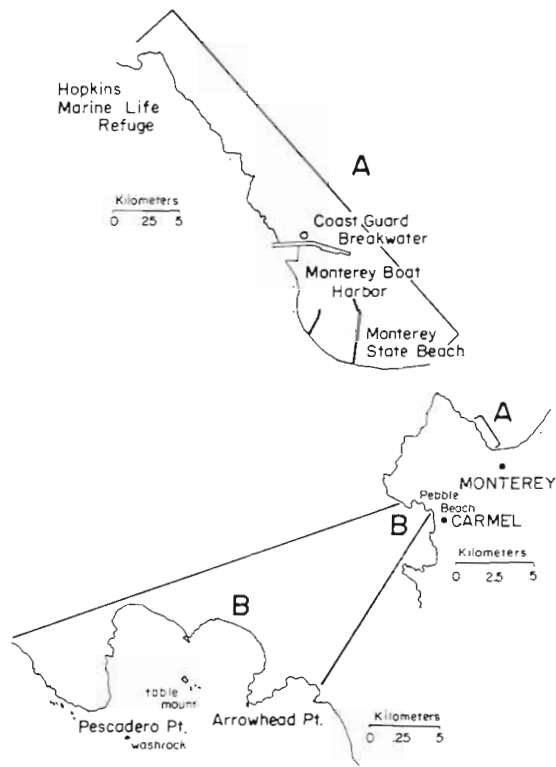 Hopkins
Marine Life
Refuge
A
Kilometers
0 .25 5
Coast Guard
Breakwater
Monterey Boat
Harbor
Monterey
State Beach
A
MONTEREY
Pebble
Beach
B
CARMEL
Kilometers
0 2.5 5
B
table
mount
Pescadero Pt.
Arrowhead Pt.
washrock
Kilometers
0 .25 5